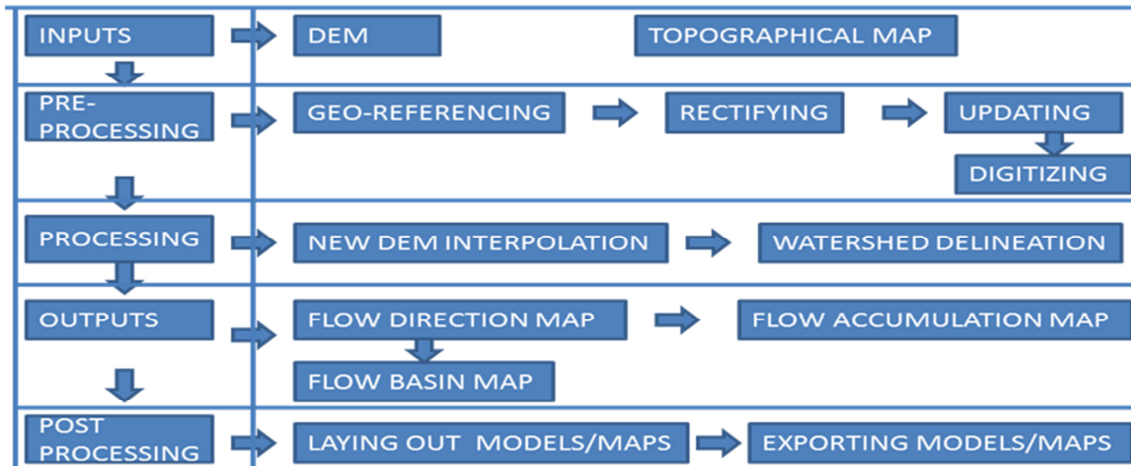 INPUTS
DEM
TOPOGRAPHICAL MAP
PRE-
PROCESSING
GEO-REFERENCING
RECTIFYING
UPDATING
DIGITIZING
PROCESSING
NEW DEM INTERPOLATION
WATERSHED DELINEATION
OUTPUTS
FLOW DIRECTION MAP
FLOW ACCUMULATION MAP
FLOW BASIN MAP
POST
PROCESSING
LAYING OUT MODELS/MAPS
EXPORTING MODELS/MAPS